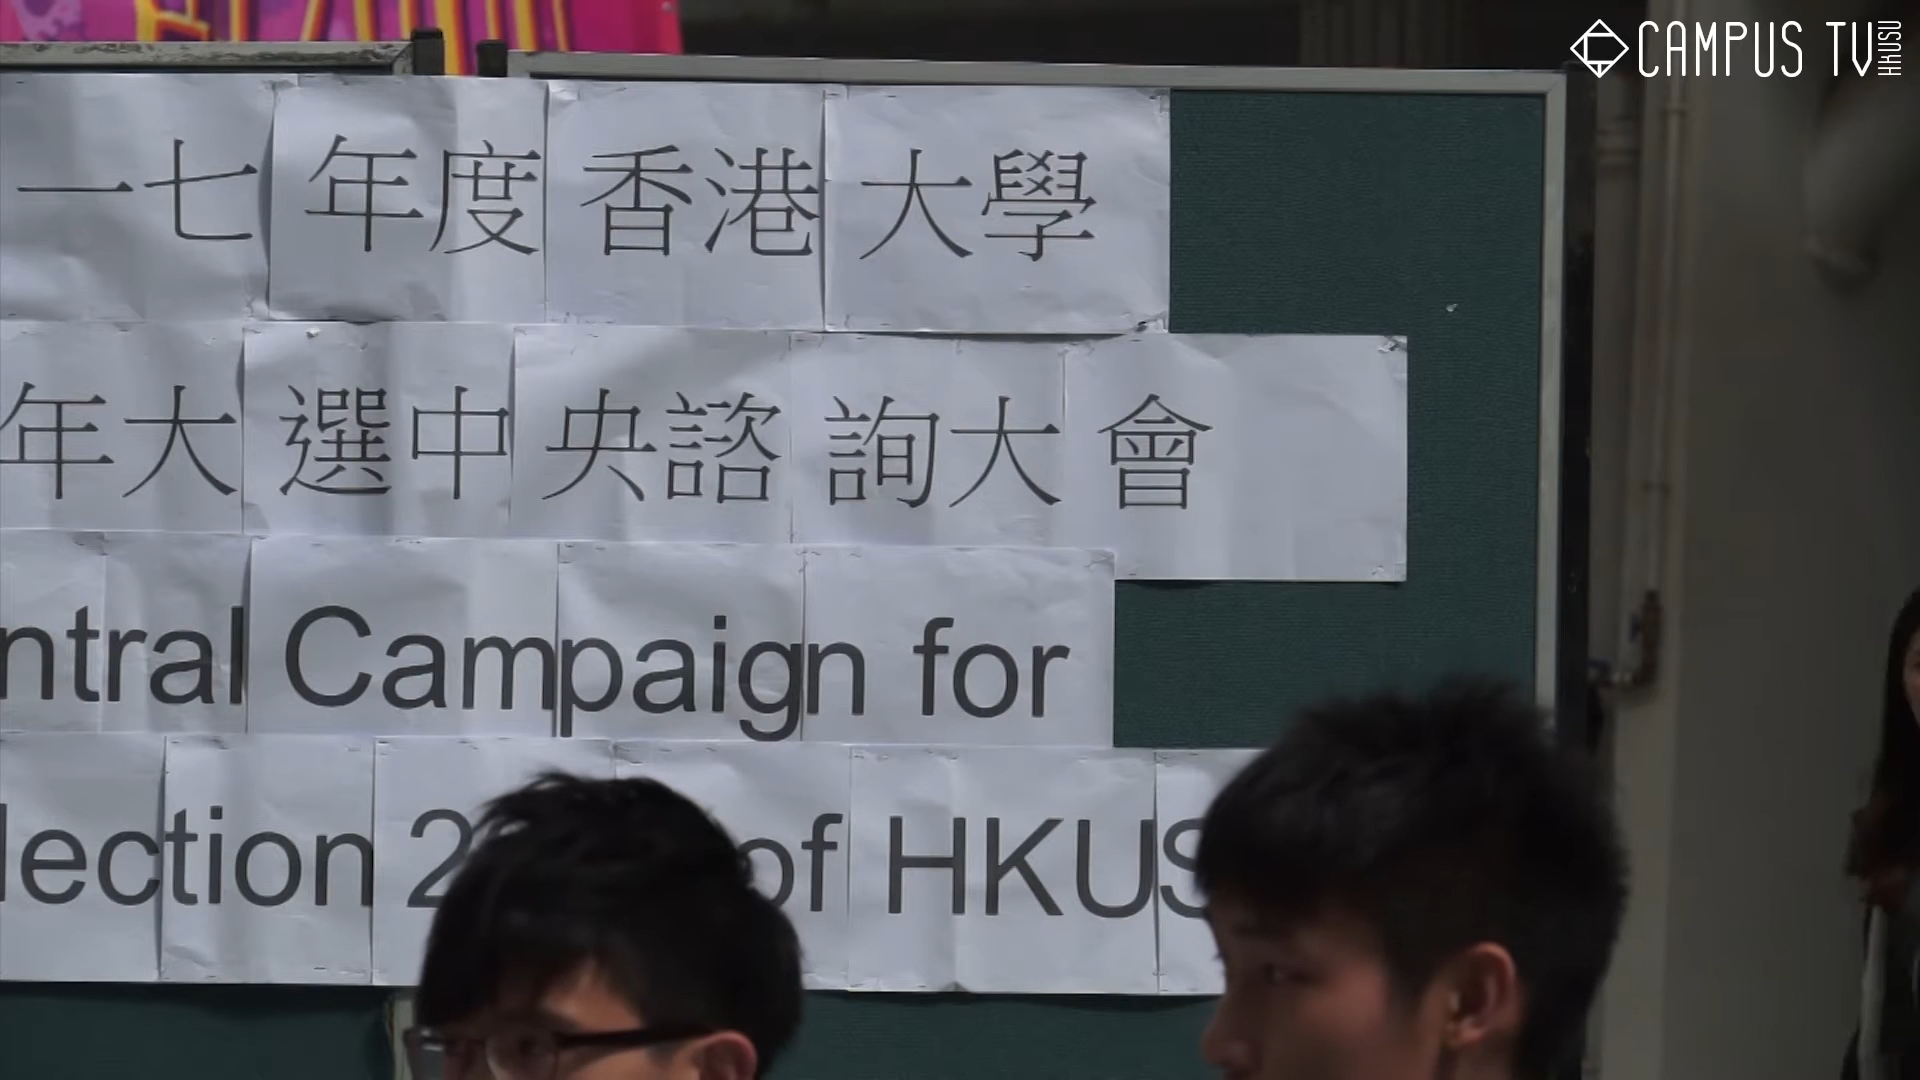 CAMPUS TV
HKUSU
一七年度香港大學
年大選中央諮詢大會
ntral Campaign for
lection 2 of HKUS